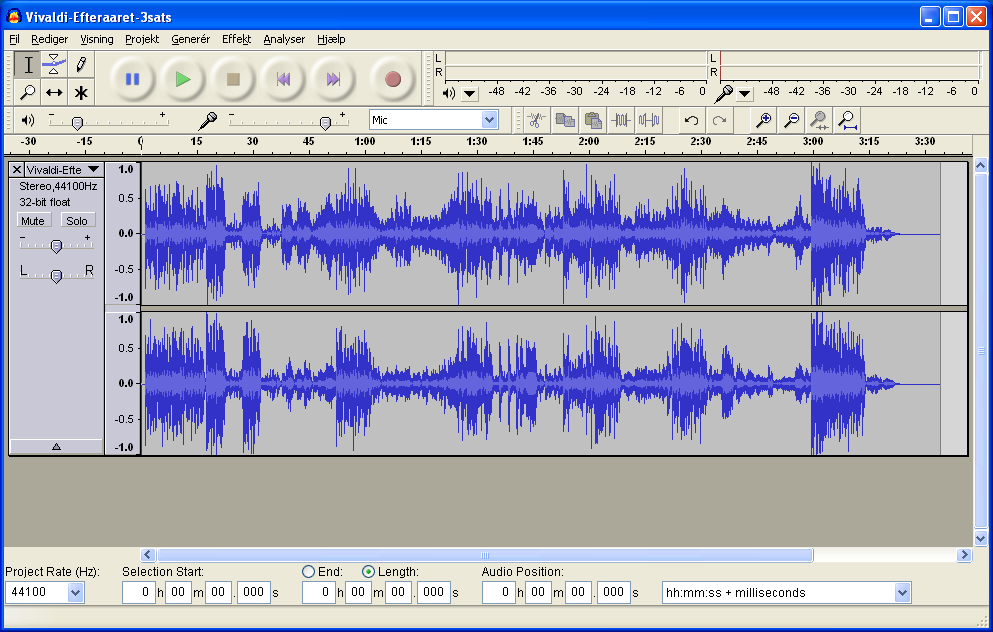 Vivaldi-Efteraaret-3sats
Fil Rediger Visning Projekt Generér Effekt Analyser Hjælp
L
R
-48 -42 -36 -30 -24 -18 -12 -6 0
L
R
-48 -42 -36 -30 -24 -18 -12 -6 0
- + - + Mic
-30 -15 0 15 30 45 1:00 1:15 1:30 1:45 2:00 2:15 2:30 2:45 3:00 3:15 3:30
Vivaldi-Efte
Stereo,44100Hz
32-bit float
Mute Solo
- +
L R
1.0
0.5
0.0
-0.5
-1.0
1.0
0.5
0.0
-0.5
-1.0
Project Rate (Hz): Selection Start: End: Length: Audio Position:
44100 0 h 00 m 00 . 000 s 0 h 00 m 00 . 000 s 0 h 00 m 00 . 000 s hh:mm:ss + milliseconds